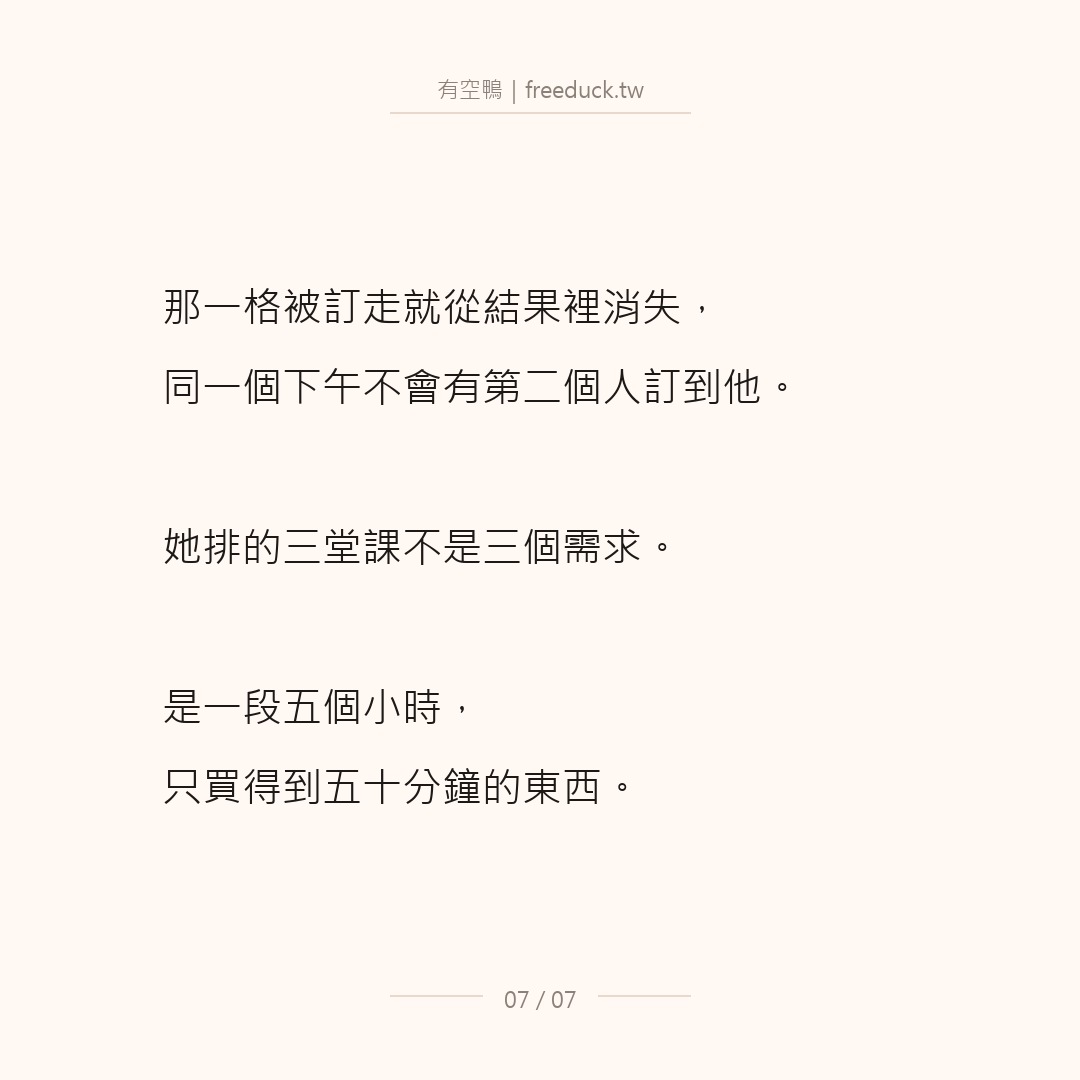 有空鴨 | freeduck.tw
那一格被訂走就從結果裡消失，
同一個下午不會有第二個人訂到他。
她排的三堂課不是三個需求。
是一段五個小時，
只買得到五十分鐘的東西。
07 / 07